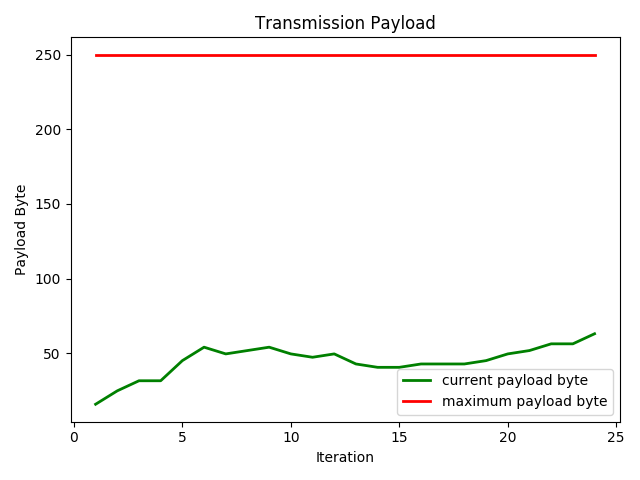 Transmission Payload
Payload Byte
250
200
150
100
50
0
5
10
15
20
25
Iteration
current payload byte
maximum payload byte